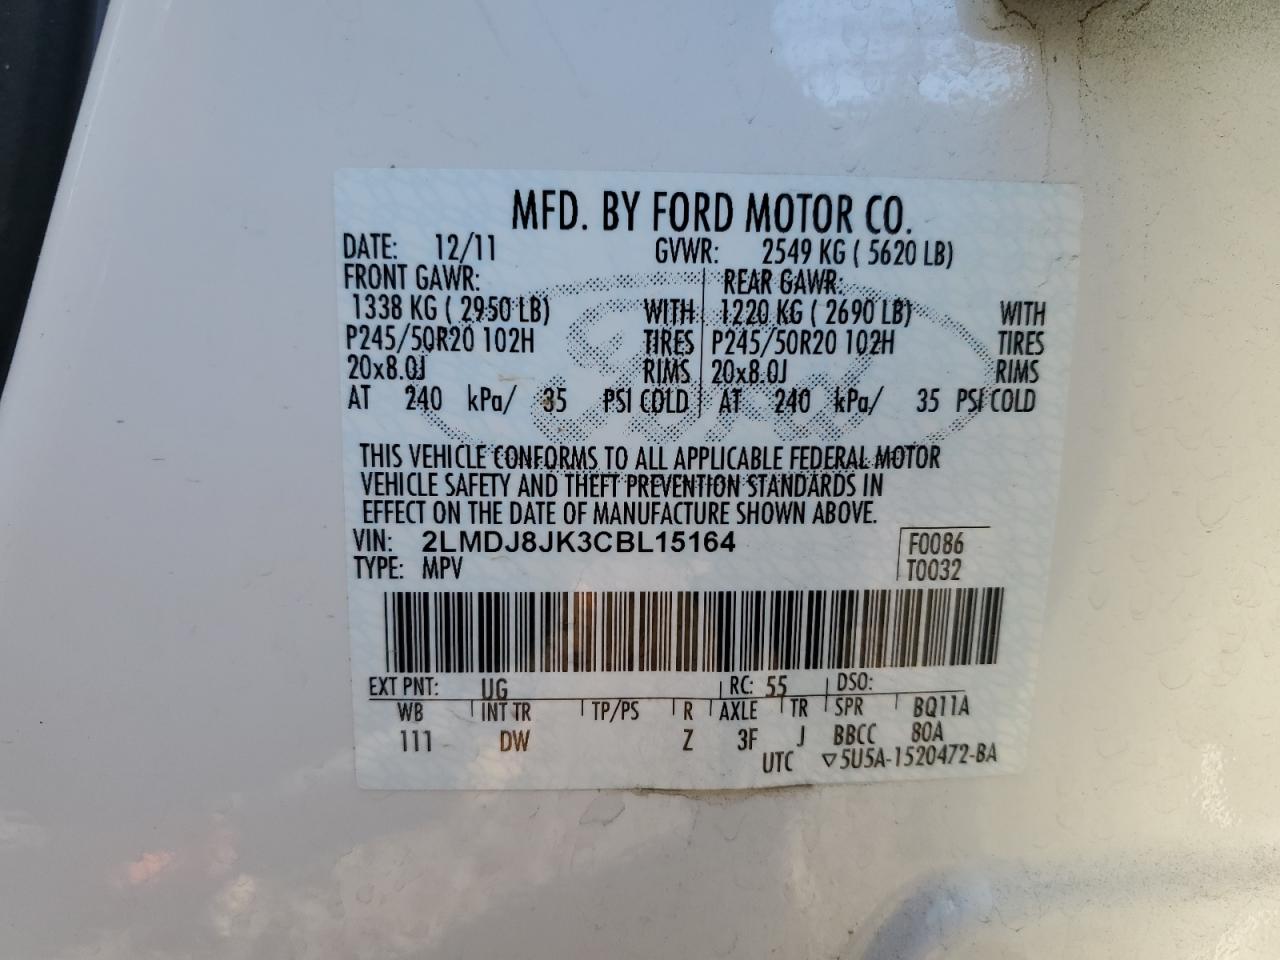 MFD. BY FORD MOTOR CO.
DATE: 12/11 GVWR: 2549 KG ( 5620 LB)
FRONT GAWR: REAR GAWR:
1338 KG ( 2950 LB) WITH 1220 KG ( 2690 LB) WITH
P245/50R20 102H TIRES P245/50R20 102H TIRES
20x8.0J RIMS 20x8.0J RIMS
AT 240 kPa/ 35 PSI COLD AT 240 kPa/ 35 PSI COLD
Ford
THIS VEHICLE CONFORMS TO ALL APPLICABLE FEDERAL MOTOR
VEHICLE SAFETY AND THEFT PREVENTION STANDARDS IN
EFFECT ON THE DATE OF MANUFACTURE SHOWN ABOVE.
VIN: 2LMDJ8JK3CBL15164 F0086
TYPE: MPV T0032
EXT PNT: UG RC: 55 DSO:
WB INT TR TP/PS R AXLE TR SPR BQ11A
111 DW Z 3F J BBCC 80A
UTC ▽5U5A-1520472-BA